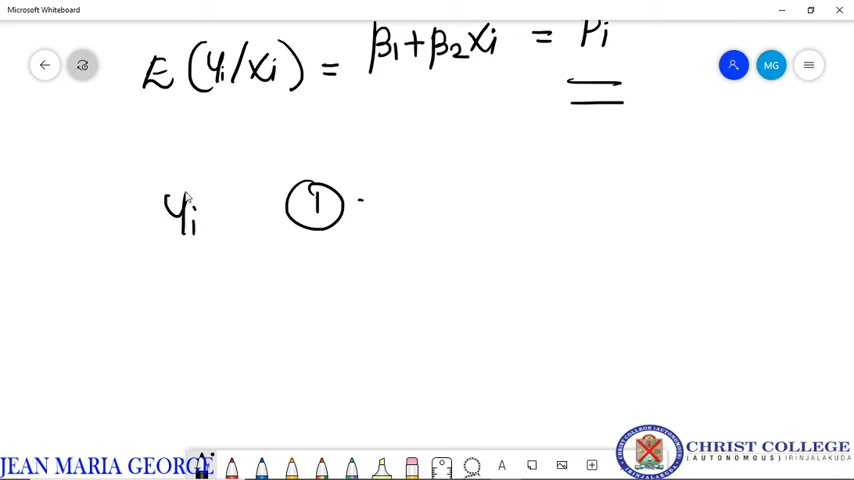 Microsoft Whiteboard
E (Yi/Xi) = β1+β2Xi = Pi
MG
Yi 1 -
A
JEAN MARIA GEORGE
CHRIST COLLEGE
(AUTONOMOUS) IRINJALAKUDA